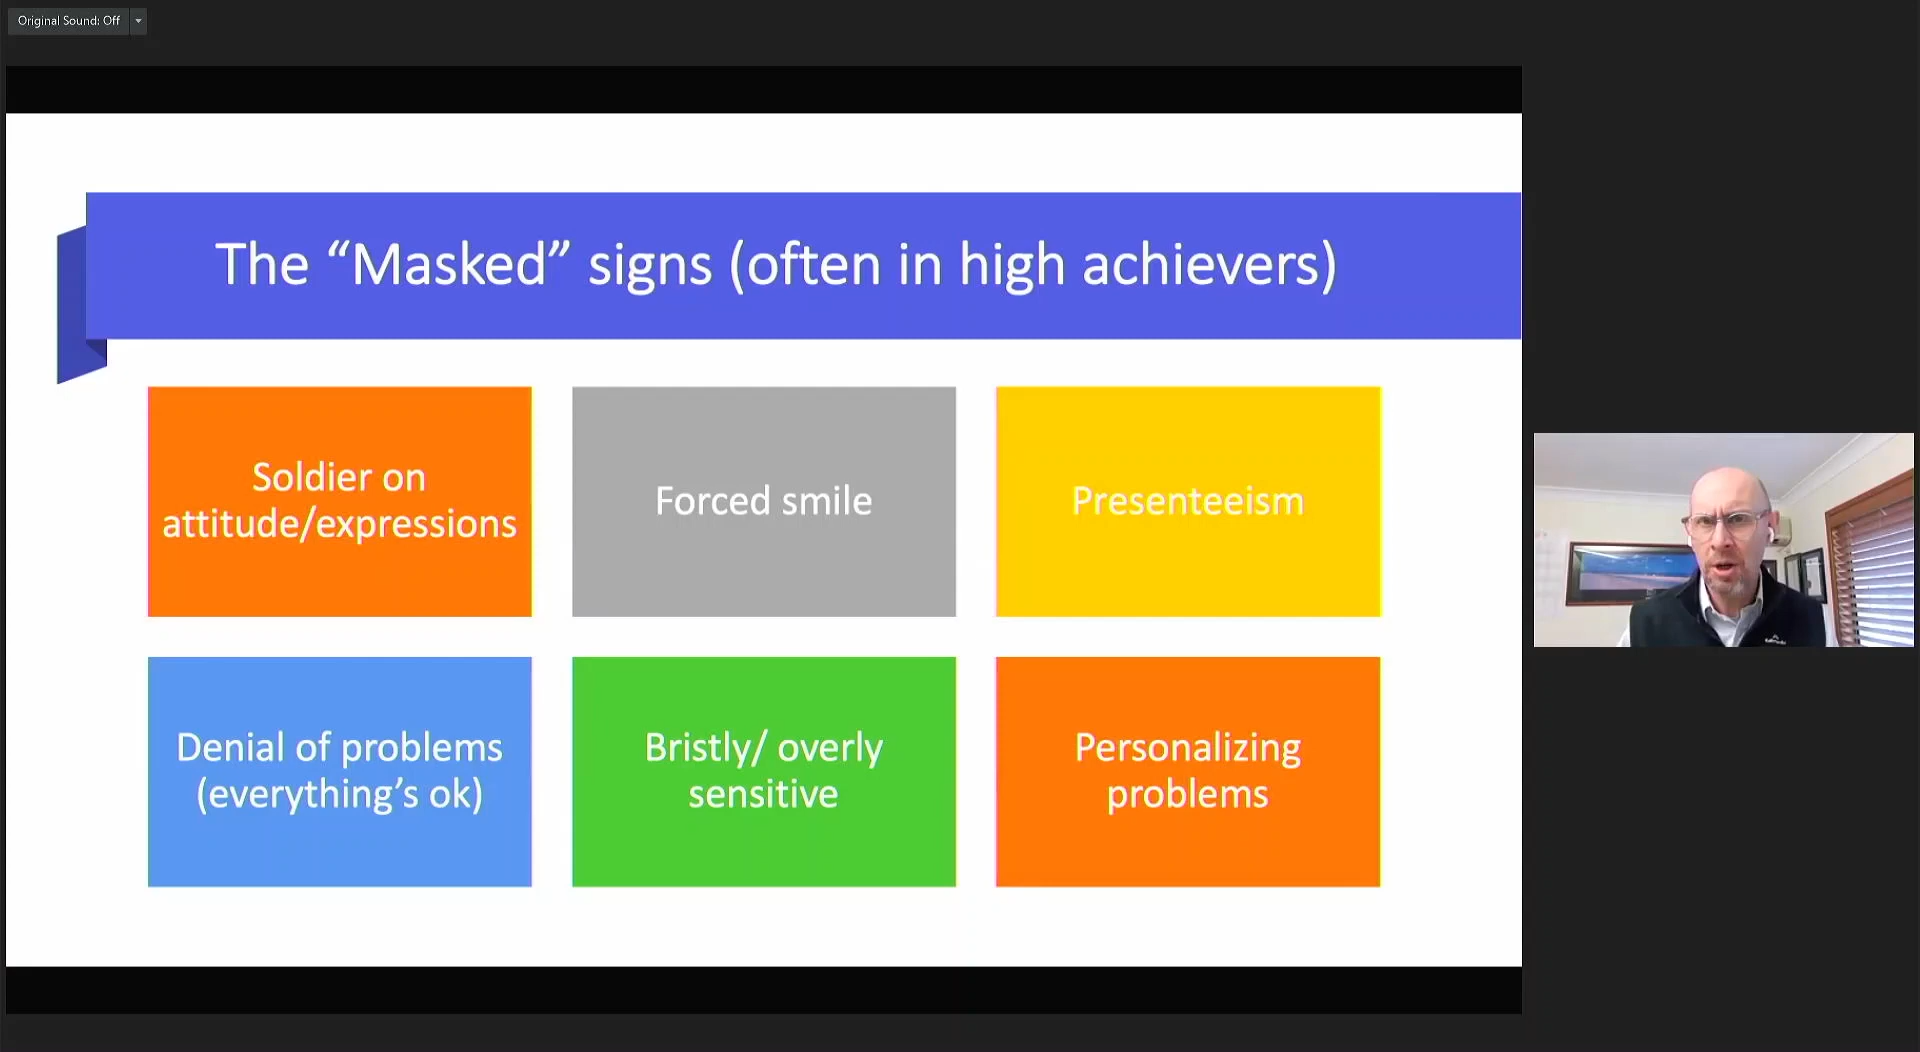 Original Sound: Off
The “Masked” signs (often in high achievers)
Soldier on
attitude/expressions
Forced smile
Presenteeism
Denial of problems
(everything’s ok)
Bristly/ overly
sensitive
Personalizing
problems